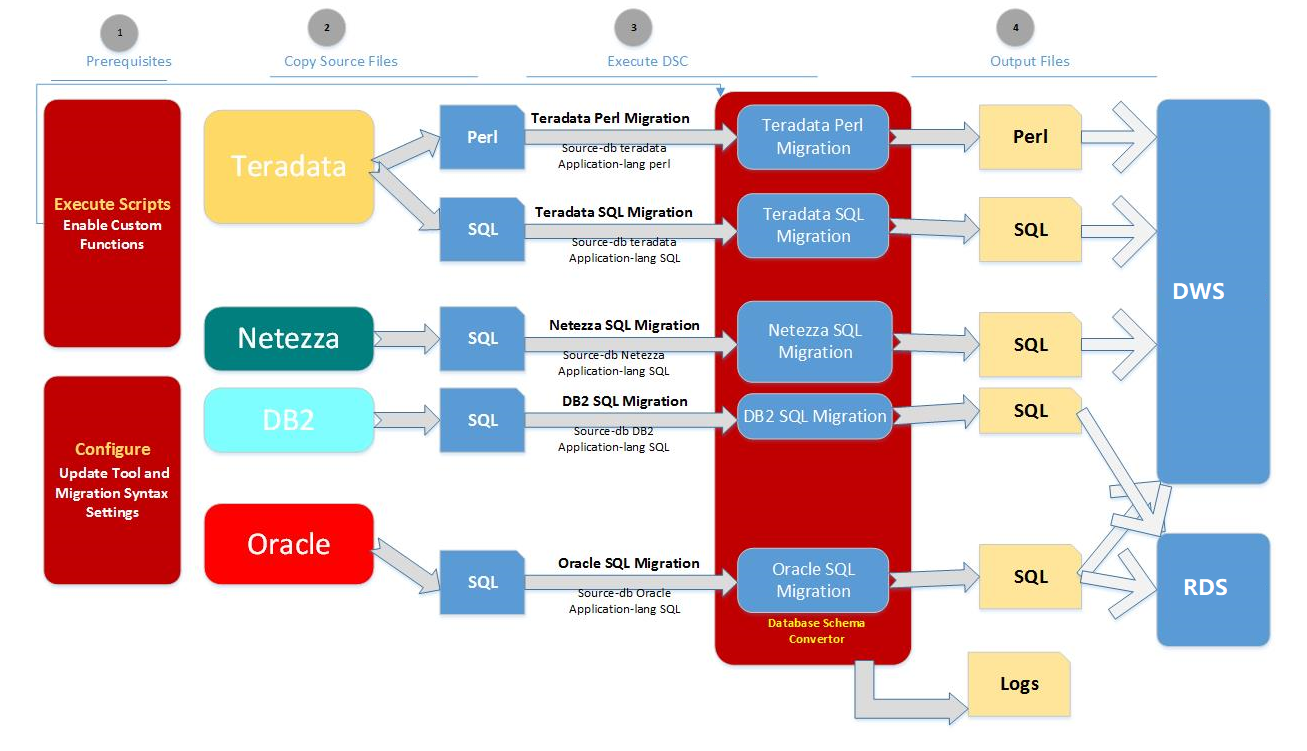 1
2
3
4
Prerequisites
Copy Source Files
Execute DSC
Output Files
Execute Scripts
Enable Custom
Functions
Configure
Update Tool and
Migration Syntax
Settings
Teradata
Perl
Teradata Perl Migration
Source-db teradata
Application-lang perl
Teradata Perl
Migration
Perl
SQL
Teradata SQL Migration
Source-db teradata
Application-lang SQL
Teradata SQL
Migration
SQL
Netezza
SQL
Netezza SQL Migration
Source-db Netezza
Application-lang SQL
Netezza SQL
Migration
SQL
DB2
SQL
DB2 SQL Migration
Source-db DB2
Application-lang SQL
DB2 SQL Migration
SQL
Oracle
SQL
Oracle SQL Migration
Source-db Oracle
Application-lang SQL
Oracle SQL
Migration
SQL
Database Schema
Convertor
Logs
DWS
RDS